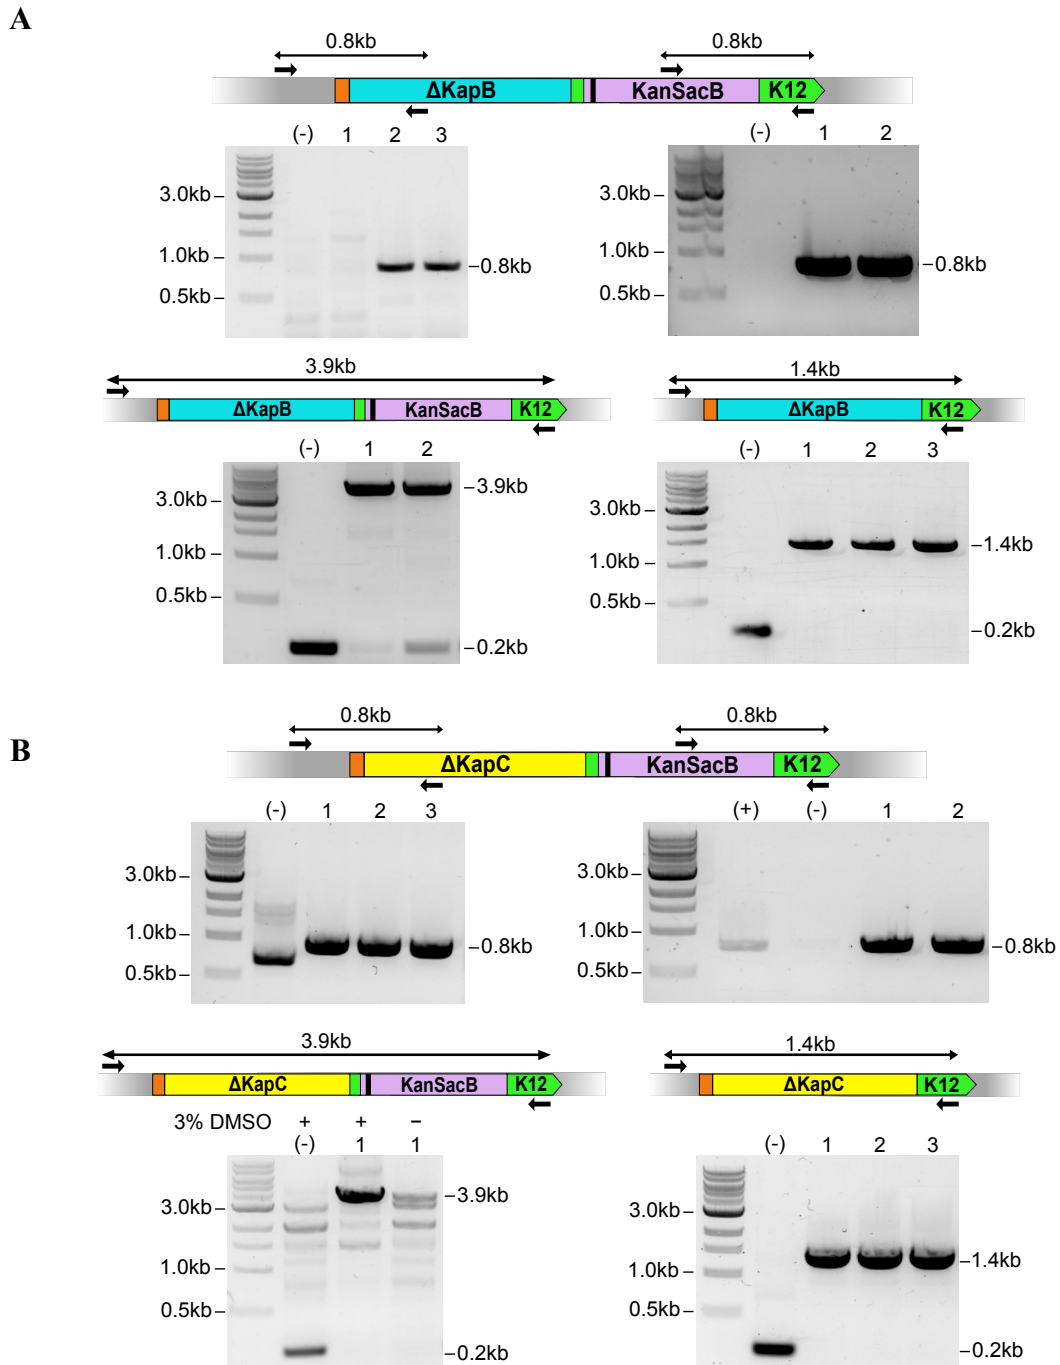 A
0.8kb 0.8kb
ΔKapB KanSacB K12
(-) 1 2 3
3.0kb
1.0kb
0.5kb
0.8kb
(-) 1 2
3.0kb
1.0kb
0.5kb
0.8kb
3.9kb
ΔKapB KanSacB K12
(-) 1 2
3.0kb
1.0kb
0.5kb
3.9kb
0.2kb
1.4kb
ΔKapB K12
(-) 1 2 3
3.0kb
1.0kb
0.5kb
1.4kb
0.2kb
B
0.8kb 0.8kb
ΔKapC KanSacB K12
(-) 1 2 3
3.0kb
1.0kb
0.5kb
0.8kb
(+) (-) 1 2
3.0kb
1.0kb
0.5kb
0.8kb
3.9kb
ΔKapC KanSacB K12
3% DMSO + + −
(-) 1 1
3.0kb
1.0kb
0.5kb
3.9kb
0.2kb
1.4kb
ΔKapC K12
(-) 1 2 3
3.0kb
1.0kb
0.5kb
1.4kb
0.2kb